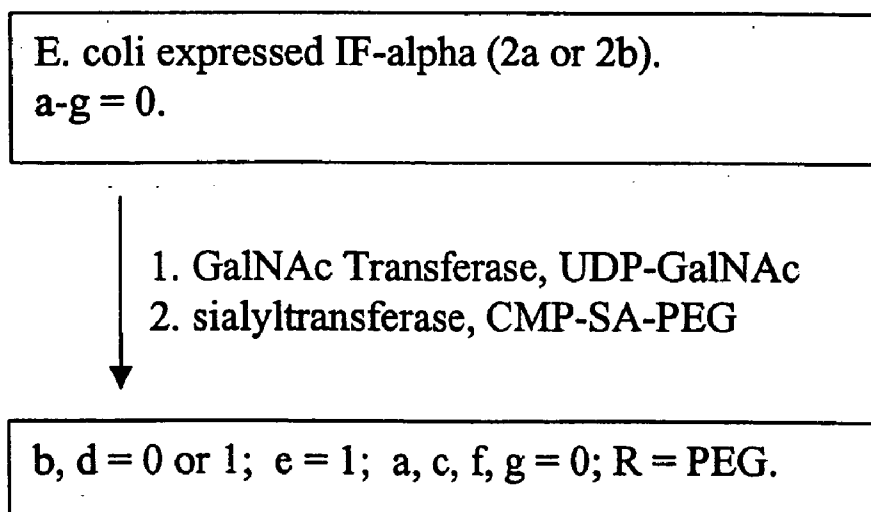 E. coli expressed IF-alpha (2a or 2b).
a-g = 0.
1. GalNAc Transferase, UDP-GalNAc
2. sialyltransferase, CMP-SA-PEG
b, d = 0 or 1; e = 1; a, c, f, g = 0; R = PEG.